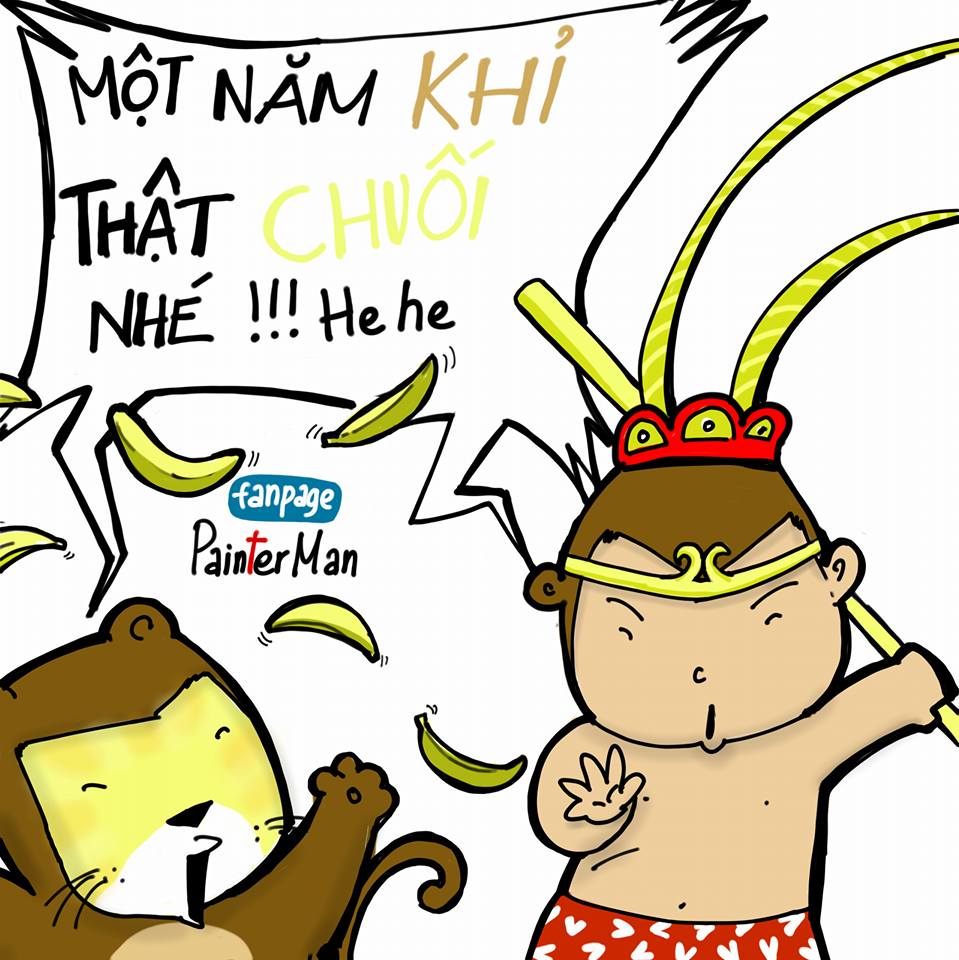 MỘT NĂM KHỈ
THẬT CHUỐI
NHÉ !!! He he
fanpage
PainterMan